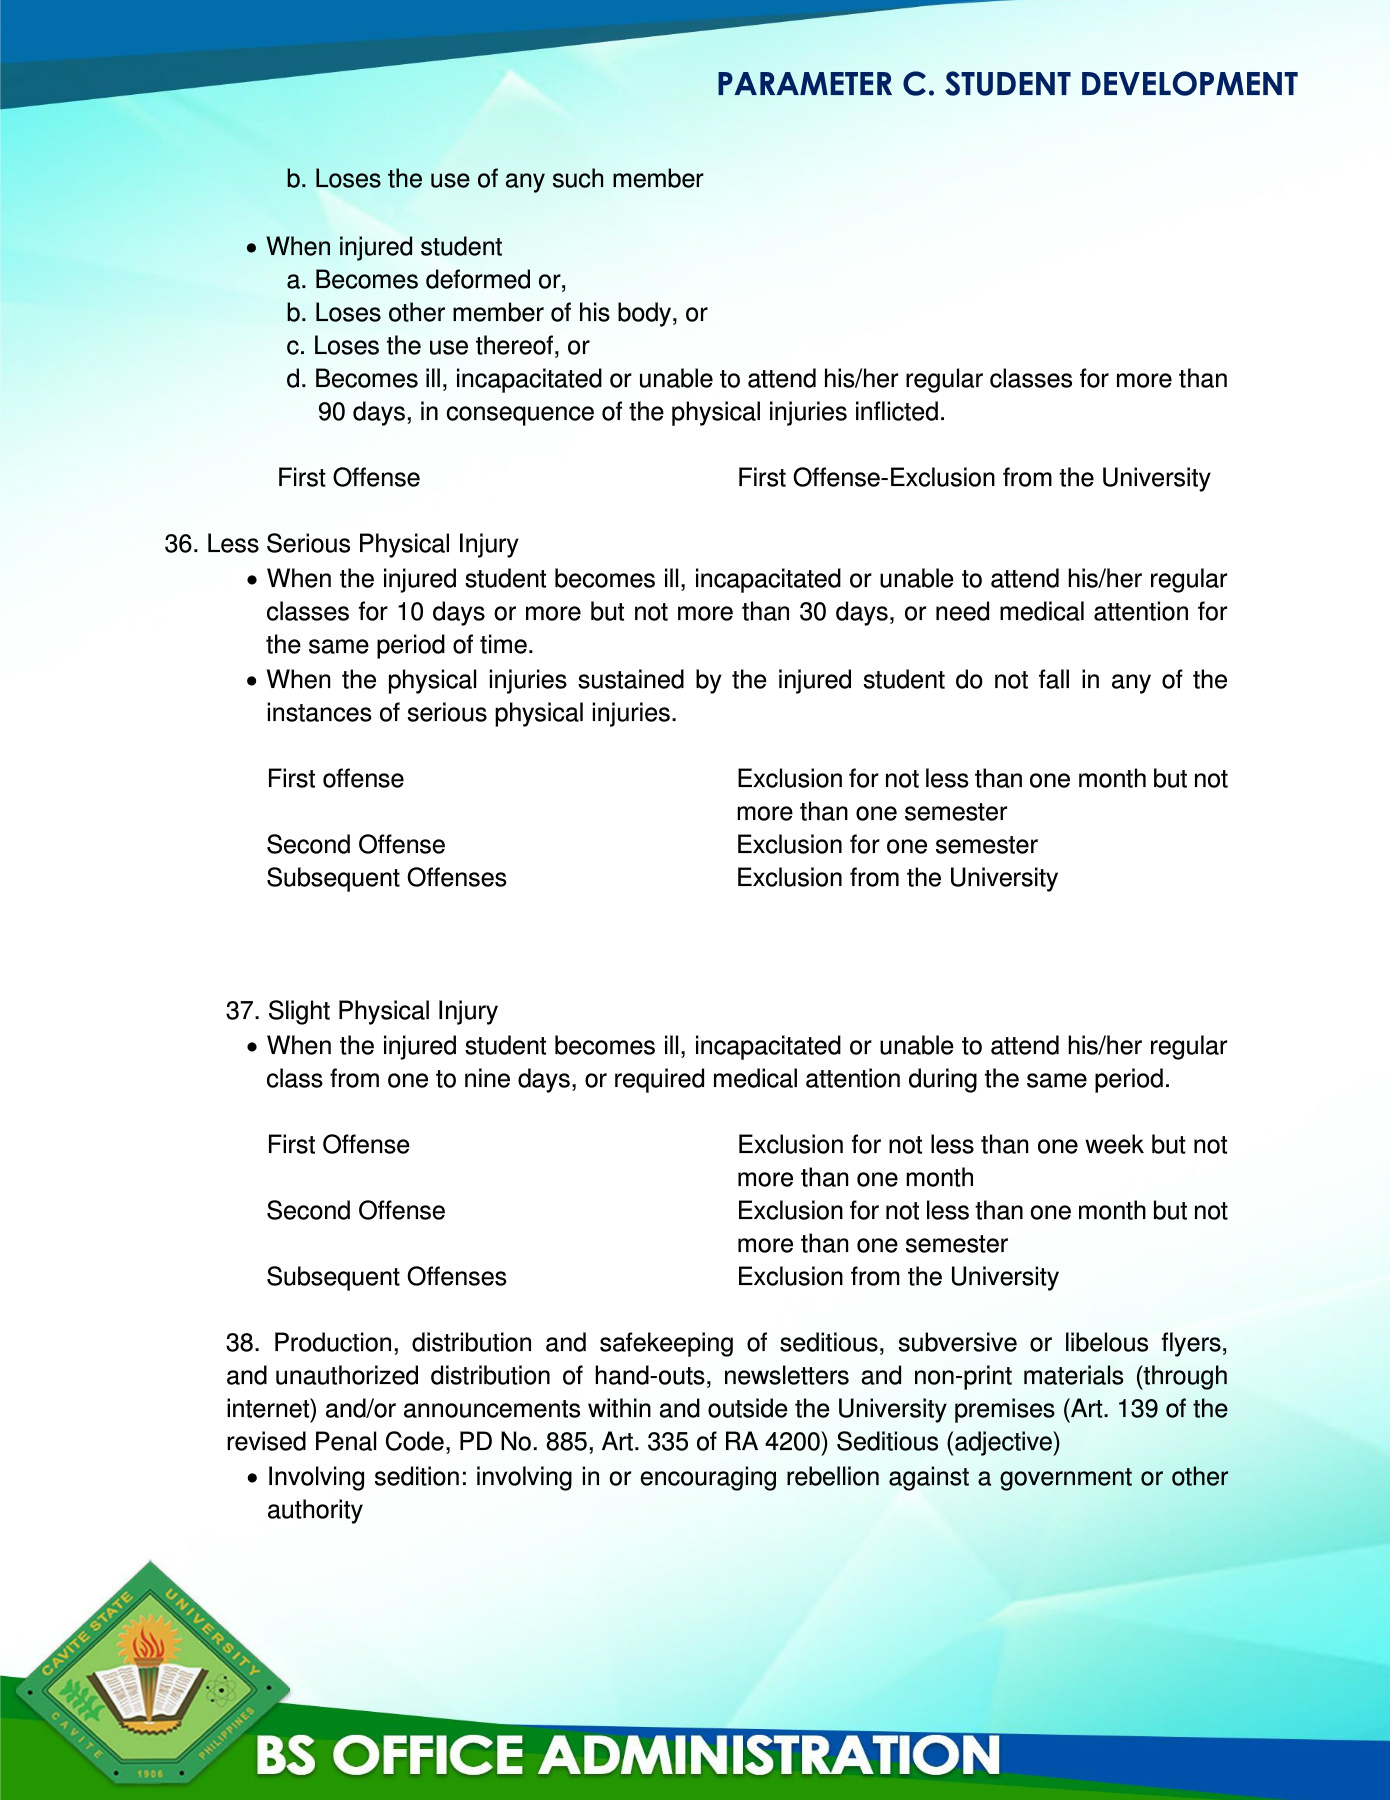 PARAMETER C. STUDENT DEVELOPMENT
b. Loses the use of any such member
• When injured student
a. Becomes deformed or,
b. Loses other member of his body, or
c. Loses the use thereof, or
d. Becomes ill, incapacitated or unable to attend his/her regular classes for more than
90 days, in consequence of the physical injuries inflicted.
First Offense First Offense-Exclusion from the University
36. Less Serious Physical Injury
• When the injured student becomes ill, incapacitated or unable to attend his/her regular
classes for 10 days or more but not more than 30 days, or need medical attention for
the same period of time.
• When the physical injuries sustained by the injured student do not fall in any of the
instances of serious physical injuries.
First offense Exclusion for not less than one month but not
more than one semester
Second Offense Exclusion for one semester
Subsequent Offenses Exclusion from the University
37. Slight Physical Injury
• When the injured student becomes ill, incapacitated or unable to attend his/her regular
class from one to nine days, or required medical attention during the same period.
First Offense Exclusion for not less than one week but not
more than one month
Second Offense Exclusion for not less than one month but not
more than one semester
Subsequent Offenses Exclusion from the University
38. Production, distribution and safekeeping of seditious, subversive or libelous flyers,
and unauthorized distribution of hand-outs, newsletters and non-print materials (through
internet) and/or announcements within and outside the University premises (Art. 139 of the
revised Penal Code, PD No. 885, Art. 335 of RA 4200) Seditious (adjective)
• Involving sedition: involving in or encouraging rebellion against a government or other
authority
CAVITE STATE UNIVERSITY
CAVITE PHILIPPINES
1906
BS OFFICE ADMINISTRATION